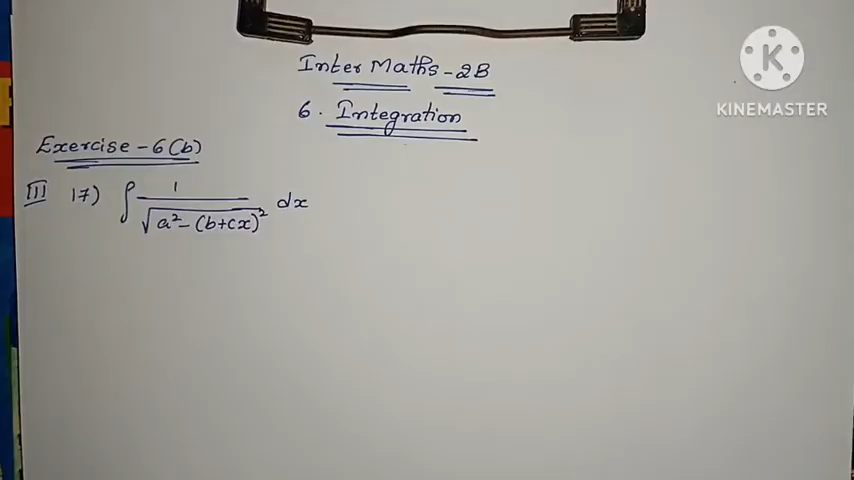 K
KINEMASTER
Inter Maths - 2B
6. Integration
Exercise - 6(b)
III 17) ∫ 1 / √(a² - (b+cx)²) dx